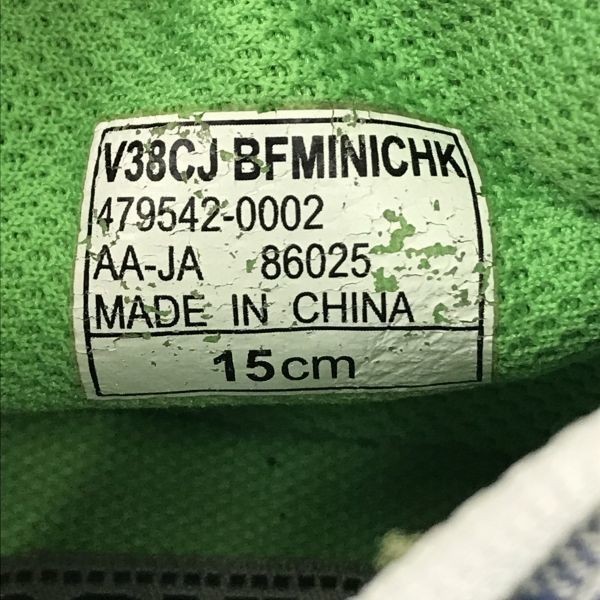 V38CJ BFMINICHK
479542-0002
AA-JA 86025
MADE IN CHINA
15cm